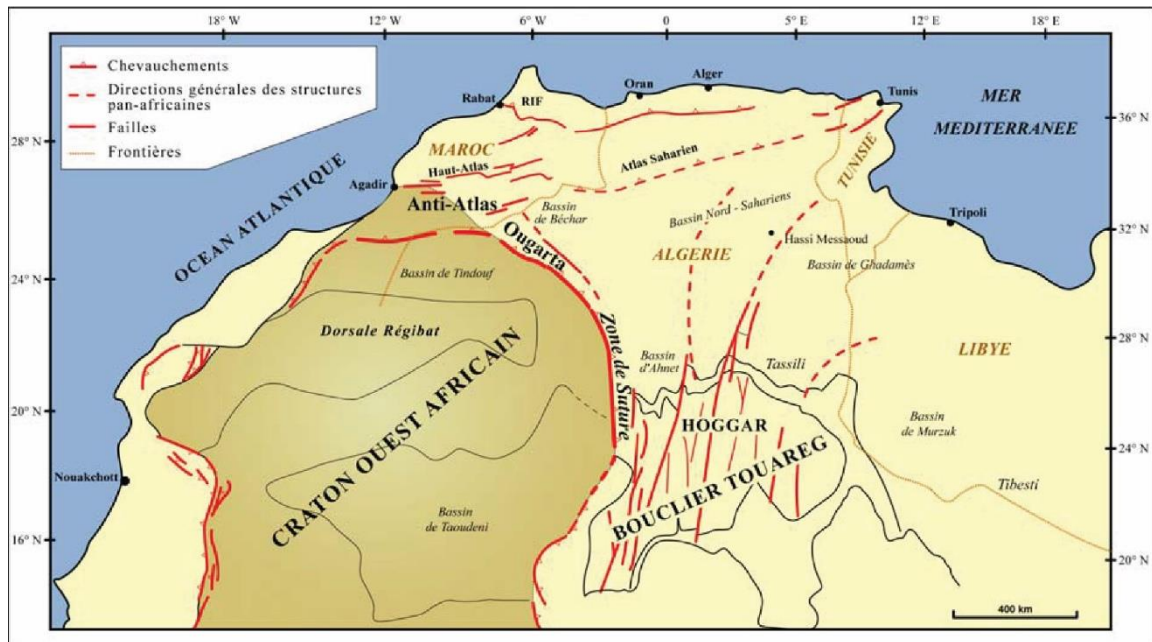 18° W
12° W
6° W
0
5° E
12° E
18° E
Chevauchements
Directions générales des structures
pan-africaines
Failles
Frontières
Rabat
RIF
Oran
Alger
Tunis
MER
MEDITERRANEE
28° N
36° N
MAROC
Haut-Atlas
Atlas Saharien
TUNISIE
Agadir
Anti-Atlas
Bassin
de Béchar
Bassin Nord - Sahariens
Tripoli
OCEAN ATLANTIQUE
Ougarta
Hassi Messaoud
32° N
ALGERIE
Bassin de Ghadamès
24° N
Bassin de Tindouf
Dorsale Régibat
Zone de Suture
28° N
LIBYE
Bassin
d'Ahnet
Tassili
CRATON OUEST AFRICAIN
20° N
HOGGAR
Bassin
de Murzuk
24° N
Nouakchott
BOUCLIER TOUAREG
Tibesti
Bassin
de Taoudeni
16° N
20° N
400 km